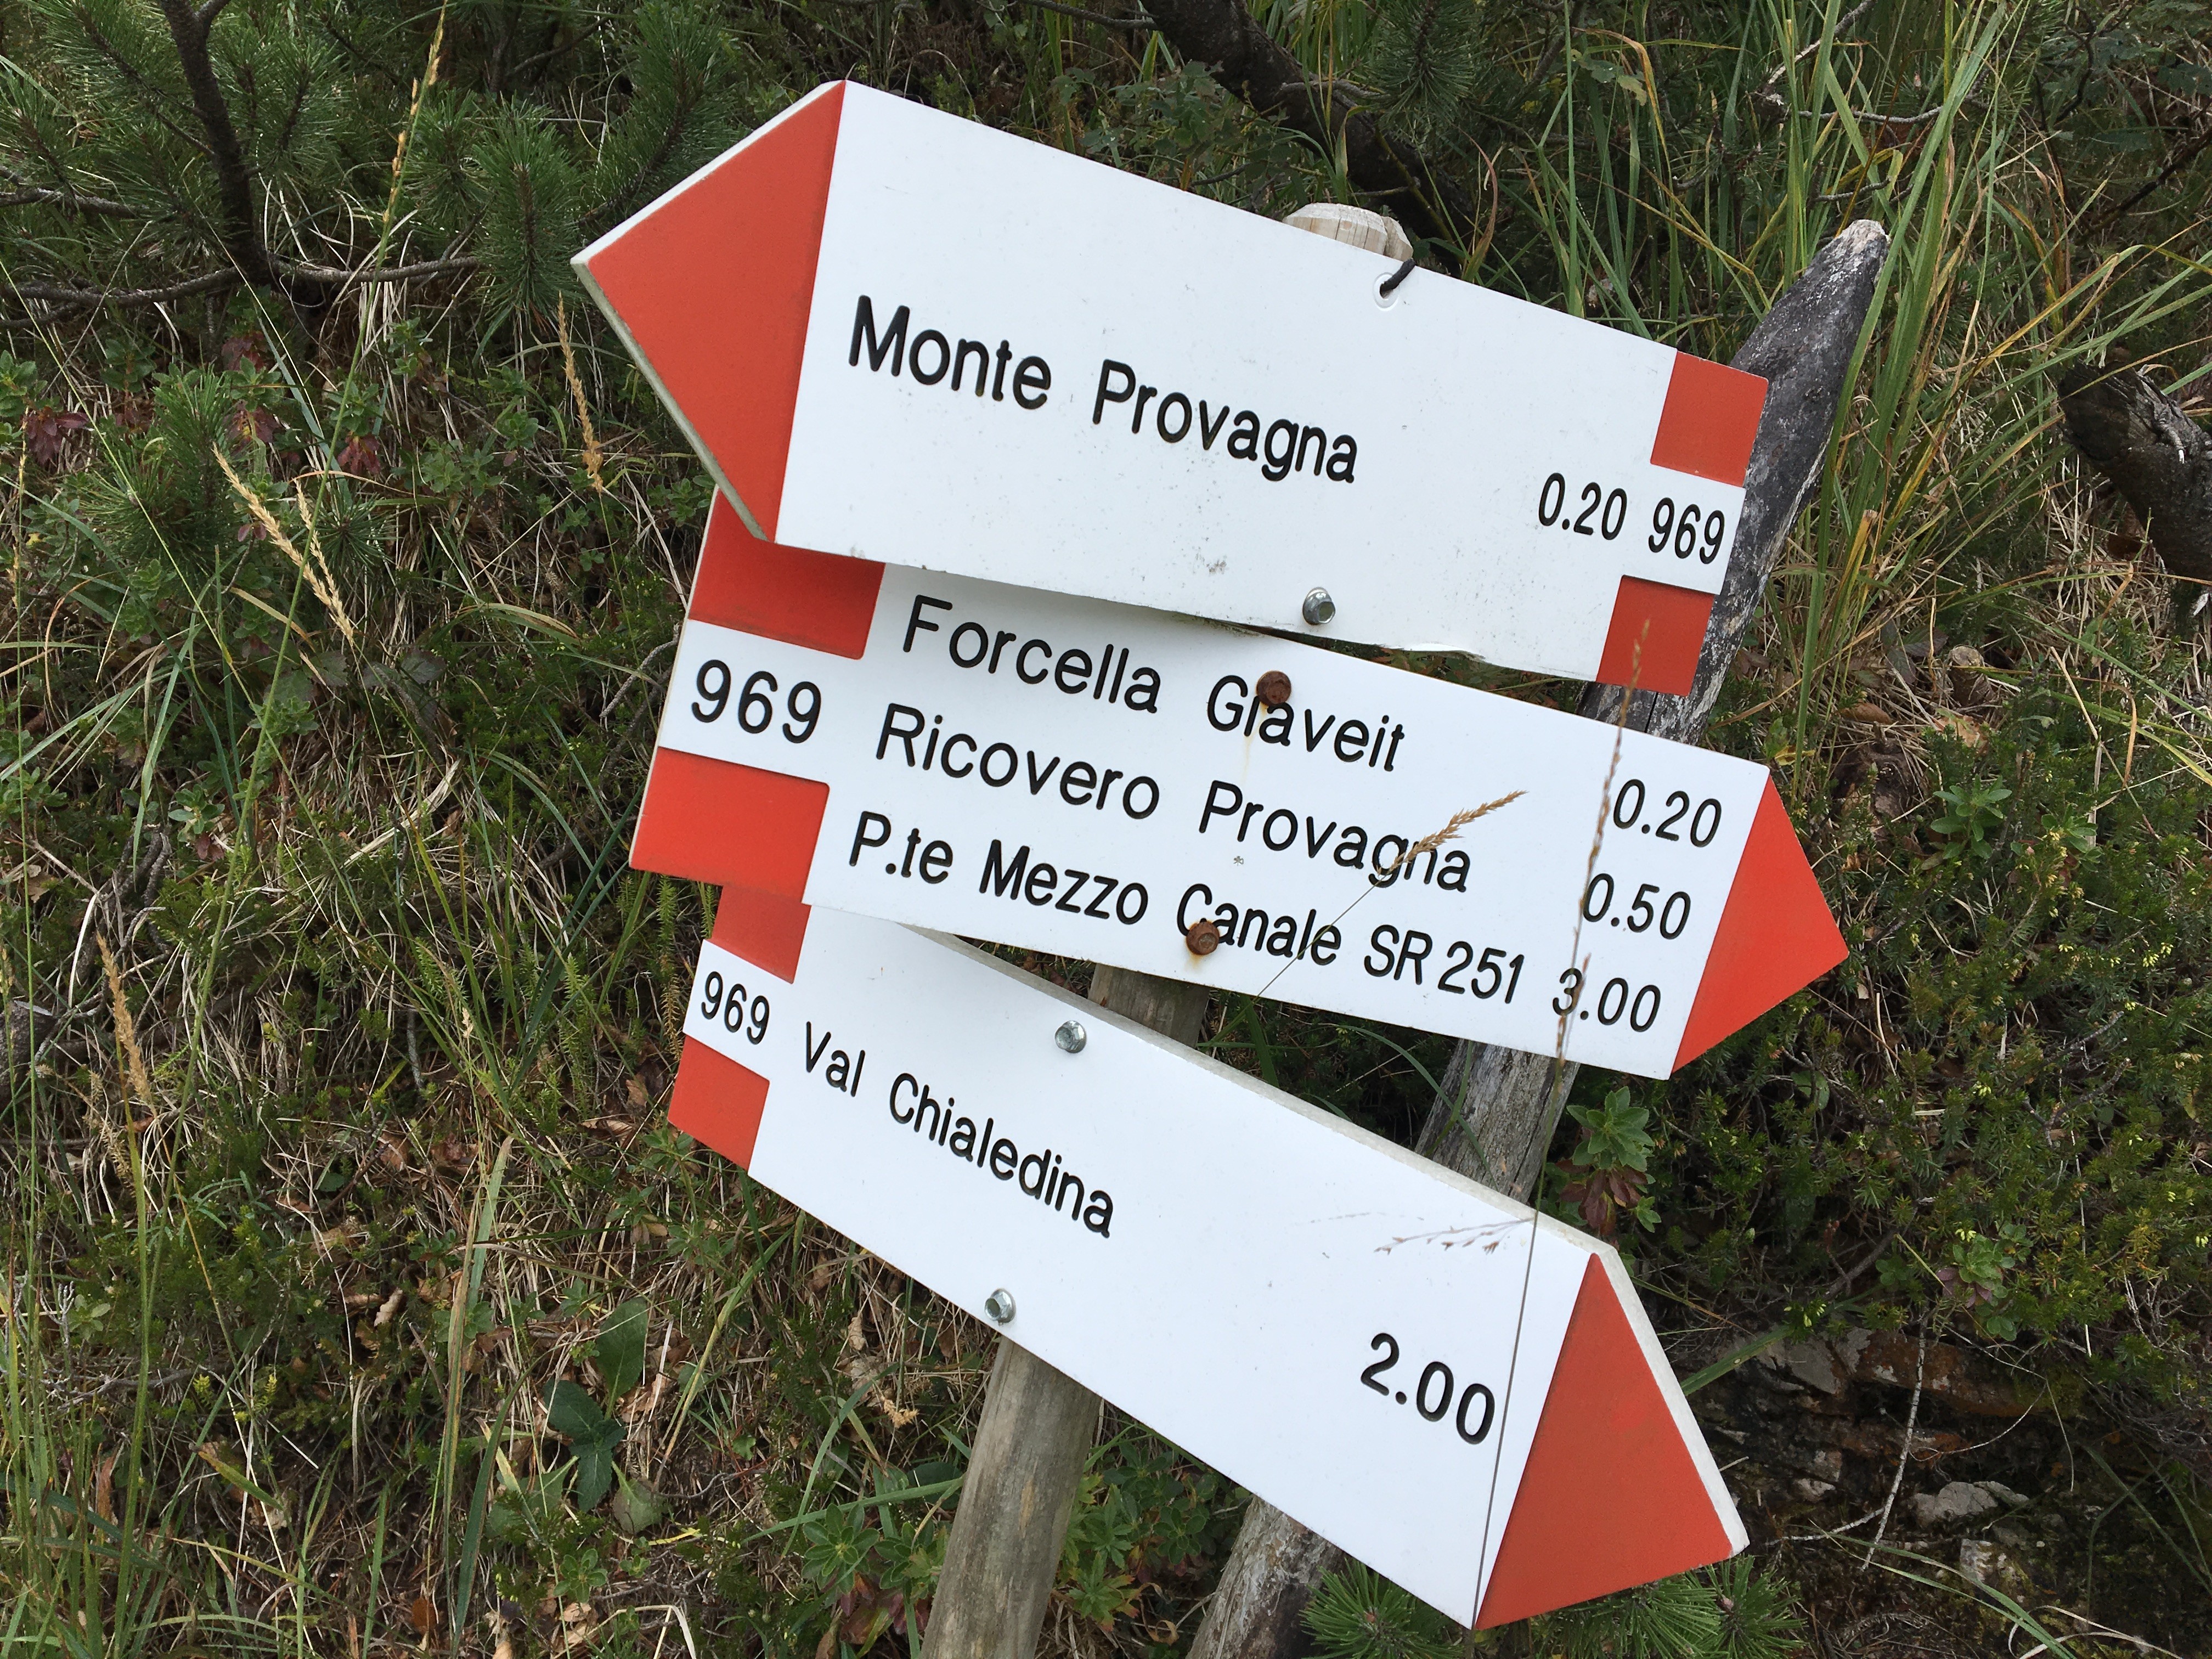 Monte Provagna
0.20 969
Forcella Giaveit 0.20
969 Ricovero Provagna 0.50
P.te Mezzo Canale SR 251 3.00
969 Val Chialedina
2.00